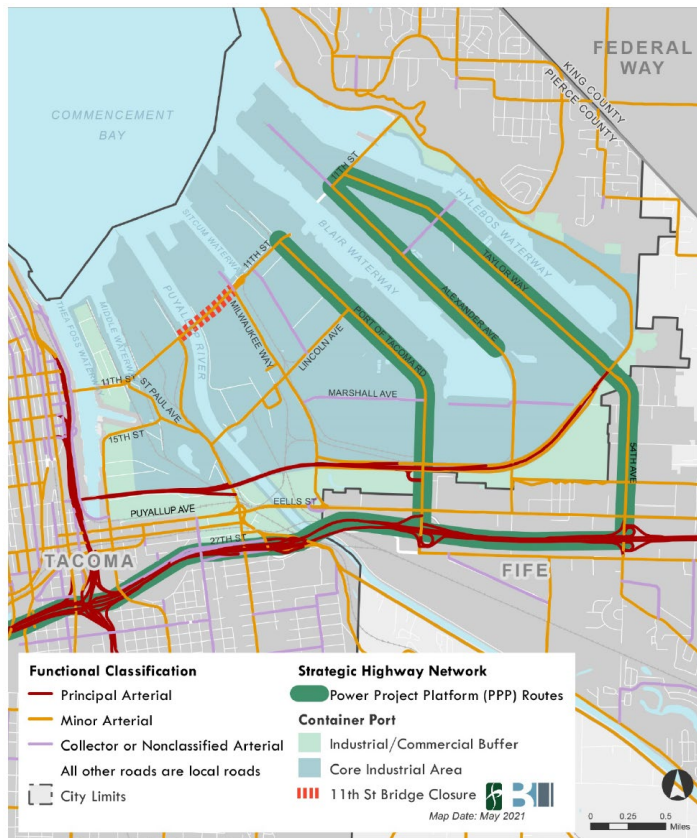 FEDERAL
WAY
KING COUNTY
PIERCE COUNTY
COMMENCEMENT
BAY
11TH ST
HYLEBOS WATERWAY
SITCUM WATERWAY
11TH ST
BLAIR WATERWAY
TAYLOR WAY
PUYALLUP RIVER
MILWAUKEE WAY
ALEXANDER AVE
THEA FOSS WATERWAY
MIDDLE WATERWAY
LINCOLN AVE
PORT OF TACOMA RD
11TH ST
ST PAUL AVE
MARSHALL AVE
15TH ST
54TH AVE
EELLS ST
PUYALLUP AVE
27TH ST
TACOMA
FIFE
Functional Classification
Principal Arterial
Minor Arterial
Collector or Nonclassified Arterial
All other roads are local roads
City Limits
Strategic Highway Network
Power Project Platform (PPP) Routes
Container Port
Industrial/Commercial Buffer
Core Industrial Area
11th St Bridge Closure
Map Date: May 2021
0 0.25 0.5
Miles